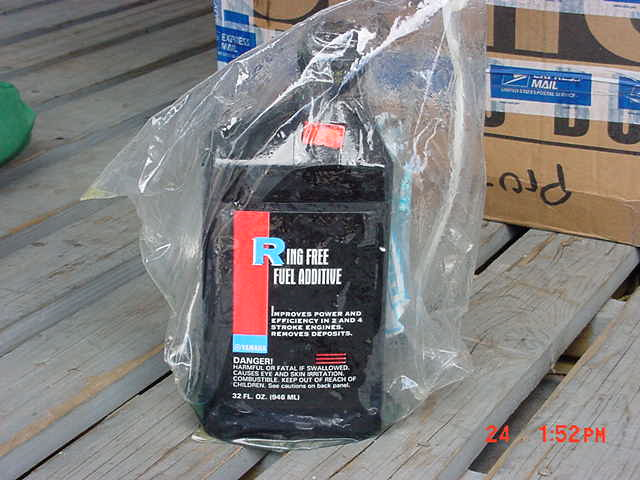 EXPRESS
MAIL
EXPRESS
MAIL
UNITED STATES POSTAL SERVICE
RING FREE
FUEL ADDITIVE
IMPROVES POWER AND
EFFICIENCY IN 2 AND 4
STROKE ENGINES.
REMOVES DEPOSITS.
YAMAHA
DANGER!
HARMFUL OR FATAL IF SWALLOWED.
CAUSES EYE AND SKIN IRRITATION.
COMBUSTIBLE. KEEP OUT OF REACH OF
CHILDREN. See cautions on back panel.
32 FL. OZ. (946 ML)
24 1:52PM